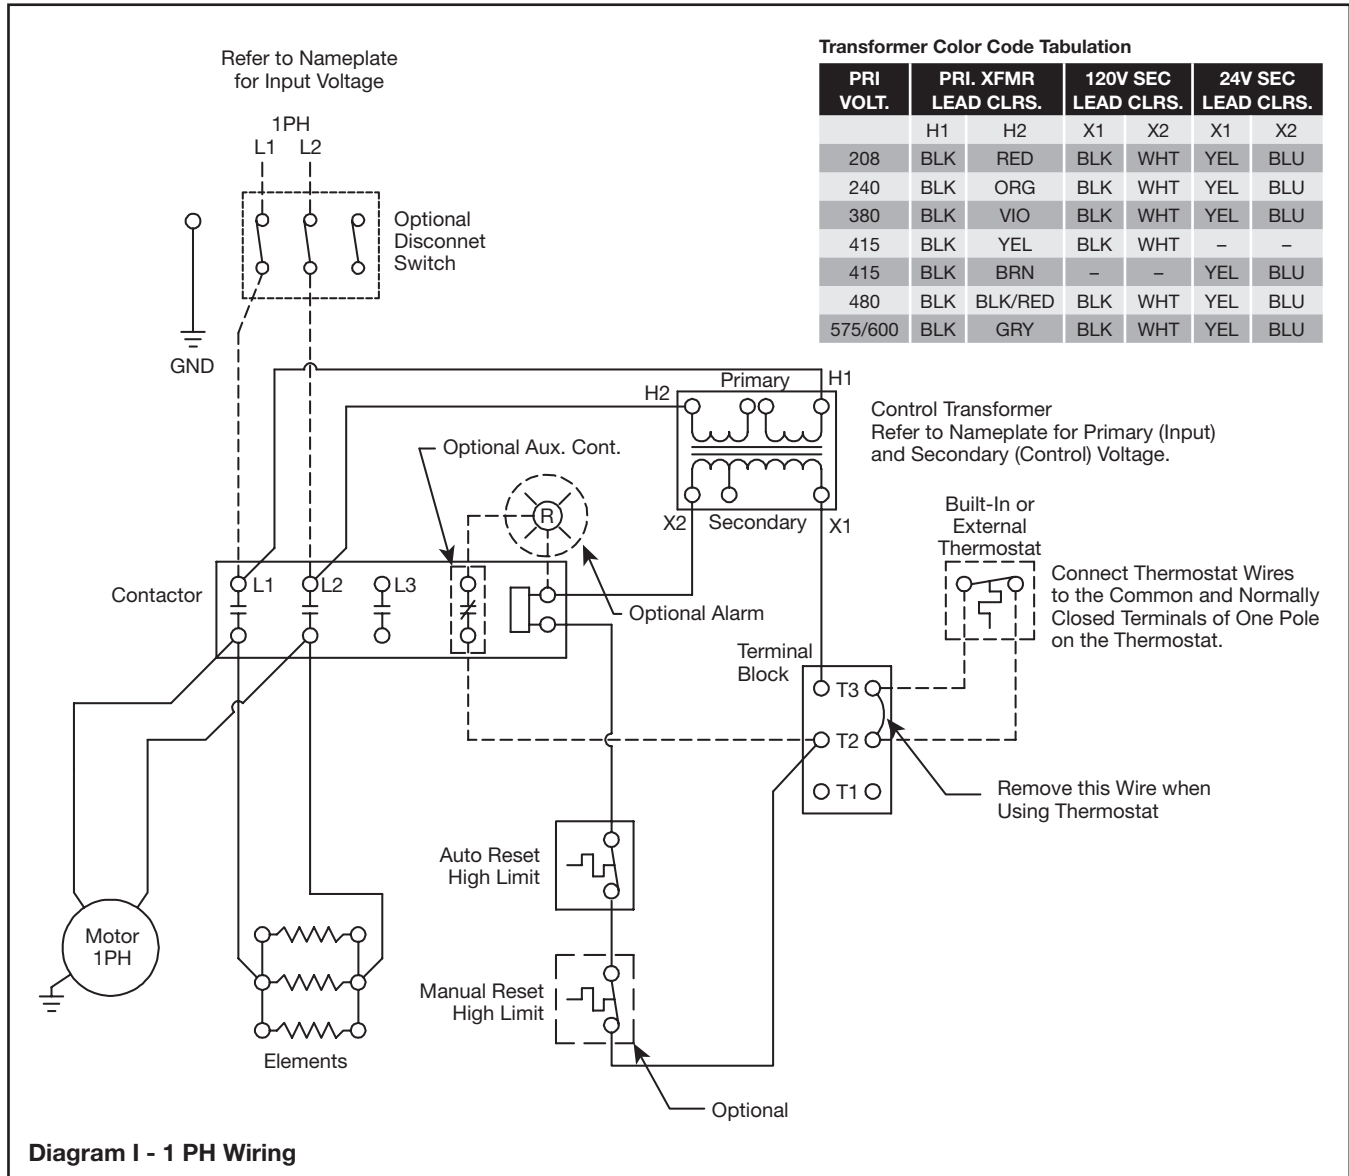 Refer to Nameplate
for Input Voltage
1PH
L1 L2
Optional
Disconnet
Switch
GND
Transformer Color Code Tabulation
PRI VOLT. PRI. XFMR LEAD CLRS. 120V SEC LEAD CLRS. 24V SEC LEAD CLRS.
H1 H2 X1 X2 X1 X2
208 BLK RED BLK WHT YEL BLU
240 BLK ORG BLK WHT YEL BLU
380 BLK VIO BLK WHT YEL BLU
415 BLK YEL BLK WHT – –
415 BLK BRN – – YEL BLU
480 BLK BLK/RED BLK WHT YEL BLU
575/600 BLK GRY BLK WHT YEL BLU
H2 Primary H1
Control Transformer
Refer to Nameplate for Primary (Input)
and Secondary (Control) Voltage.
X2 Secondary X1
Optional Aux. Cont.
R
Optional Alarm
Contactor
L1 L2 L3
Built-In or
External
Thermostat
Connect Thermostat Wires
to the Common and Normally
Closed Terminals of One Pole
on the Thermostat.
Terminal
Block
T3
T2
T1
Remove this Wire when
Using Thermostat
Auto Reset
High Limit
Manual Reset
High Limit
Optional
Motor
1PH
Elements
Diagram I - 1 PH Wiring